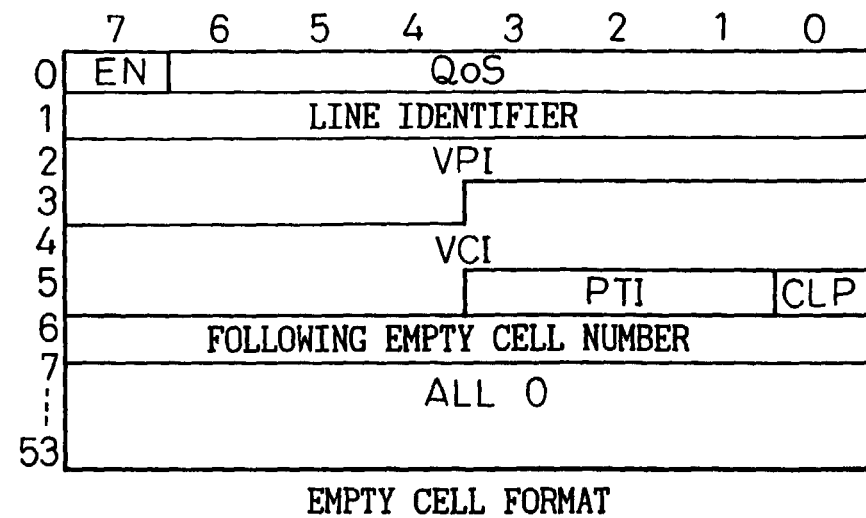 7 6 5 4 3 2 1 0
0 EN QoS
1 LINE IDENTIFIER
2 VPI
3
4 VCI
5 PTI CLP
6 FOLLOWING EMPTY CELL NUMBER
7 ALL 0
53
EMPTY CELL FORMAT